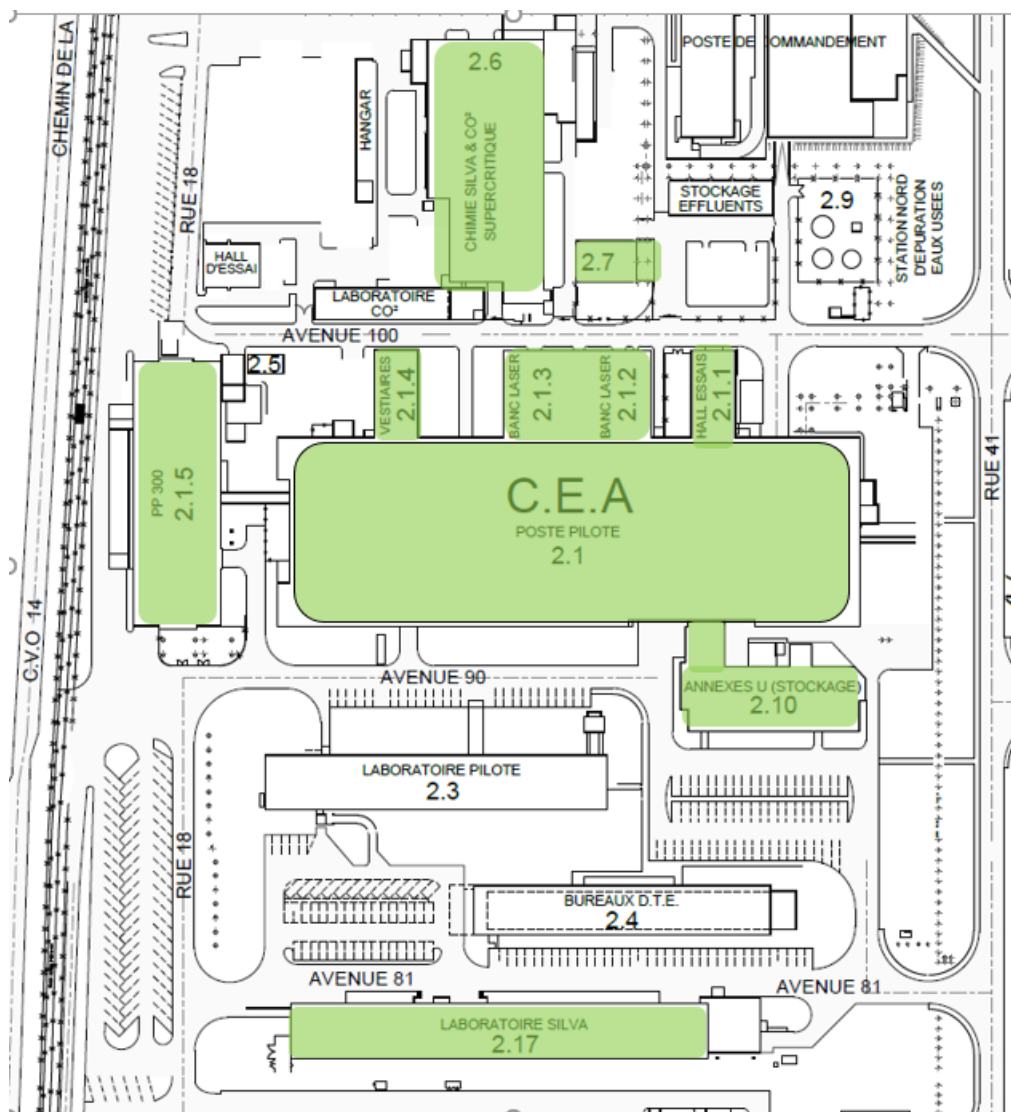 CHEMIN DE LA
RUE 18
HANGAR
2.6
CHIMIE SILVA & CO²
SUPERCRITIQUE
POSTE DE COMMANDEMENT
STOCKAGE
EFFLUENTS
2.9
STATION NORD
D'EPURATION
EAUX USEES
HALL
D'ESSAI
2.7
LABORATOIRE
CO²
AVENUE 100
2.5
VESTIAIRES
2.1.4
BANC LASER
2.1.3
BANC LASER
2.1.2
HALL ESSAIS
2.1.1
RUE 41
PP 300
2.1.5
C.E.A
POSTE PILOTE
2.1
C.V.O 14
AVENUE 90
ANNEXES U (STOCKAGE)
2.10
LABORATOIRE PILOTE
2.3
RUE 18
BUREAUX D.T.E.
2.4
AVENUE 81
AVENUE 81
LABORATOIRE SILVA
2.17